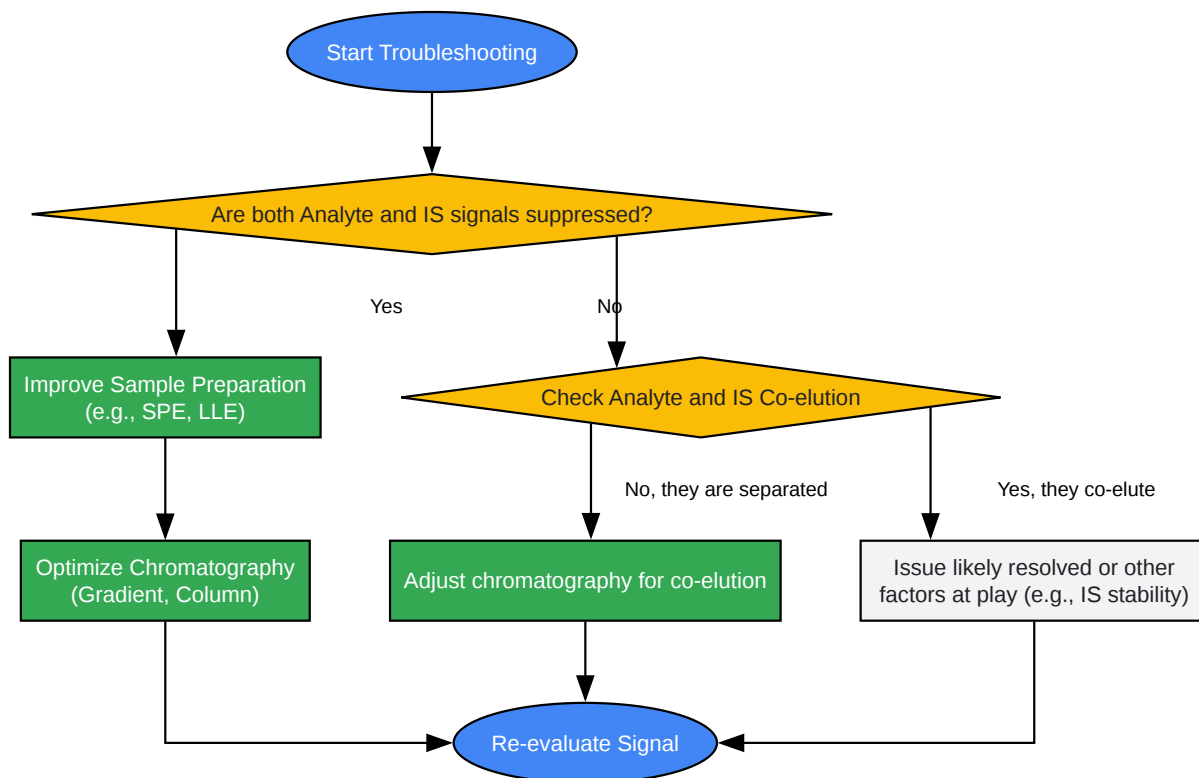 Start Troubleshooting
Are both Analyte and IS signals suppressed?
Yes
No
Improve Sample Preparation
(e.g., SPE, LLE)
Check Analyte and IS Co-elution
No, they are separated
Yes, they co-elute
Optimize Chromatography
(Gradient, Column)
Adjust chromatography for co-elution
Issue likely resolved or other
factors at play (e.g., IS stability)
Re-evaluate Signal